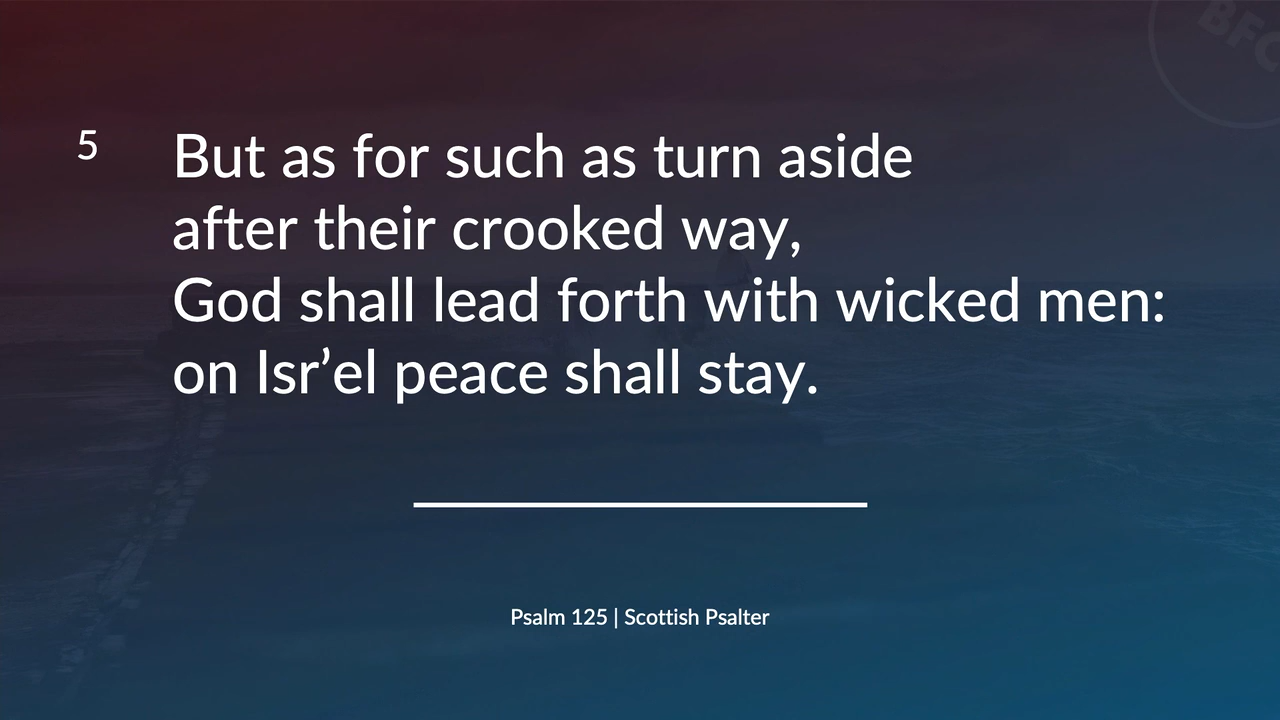 BFC
5 But as for such as turn aside
after their crooked way,
God shall lead forth with wicked men:
on Isr’el peace shall stay.
Psalm 125 | Scottish Psalter